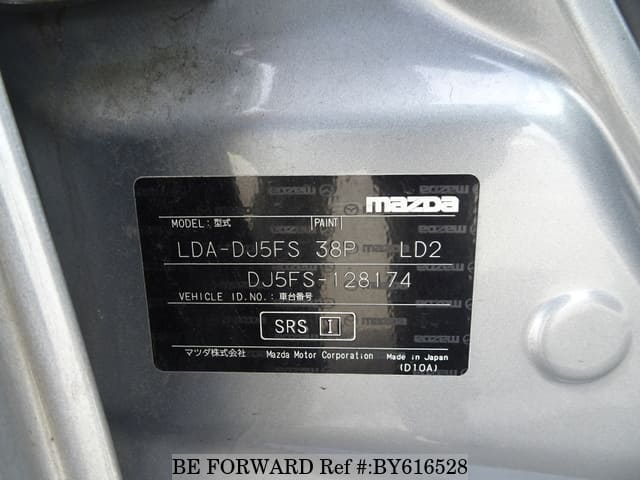 mazda
MODEL:型式 PAINT
LDA-DJ5FS 38P LD2
DJ5FS-128174
VEHICLE ID.NO.:車台番号
SRS I
マツダ株式会社 Mazda Motor Corporation Made in Japan
(D10A)
BE FORWARD Ref #:BY616528